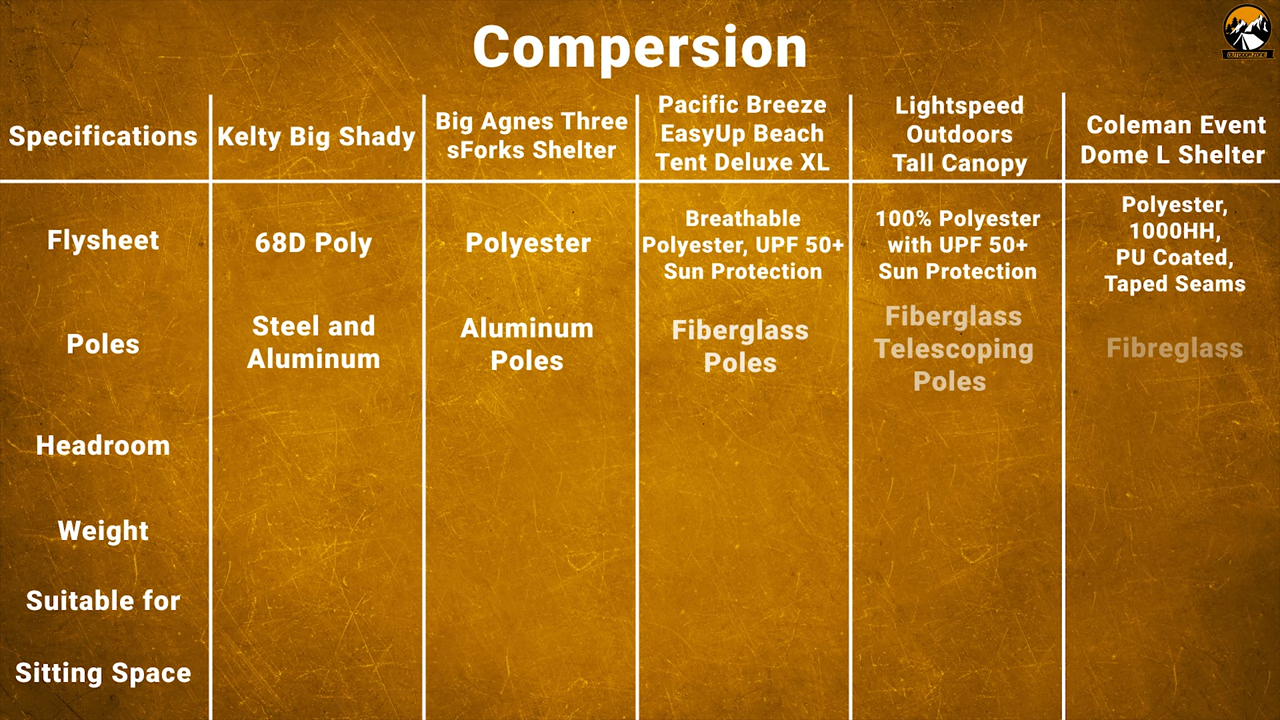 Compersion
Specifications
Kelty Big Shady
Big Agnes Three
sForks Shelter
Pacific Breeze
EasyUp Beach
Tent Deluxe XL
Lightspeed
Outdoors
Tall Canopy
Coleman Event
Dome L Shelter
Flysheet
68D Poly
Polyester
Breathable
Polyester, UPF 50+
Sun Protection
100% Polyester
with UPF 50+
Sun Protection
Polyester,
1000HH,
PU Coated,
Taped Seams
Poles
Steel and
Aluminum
Aluminum
Poles
Fiberglass
Poles
Fiberglass
Telescoping
Poles
Fibreglass
Headroom
Weight
Suitable for
Sitting Space